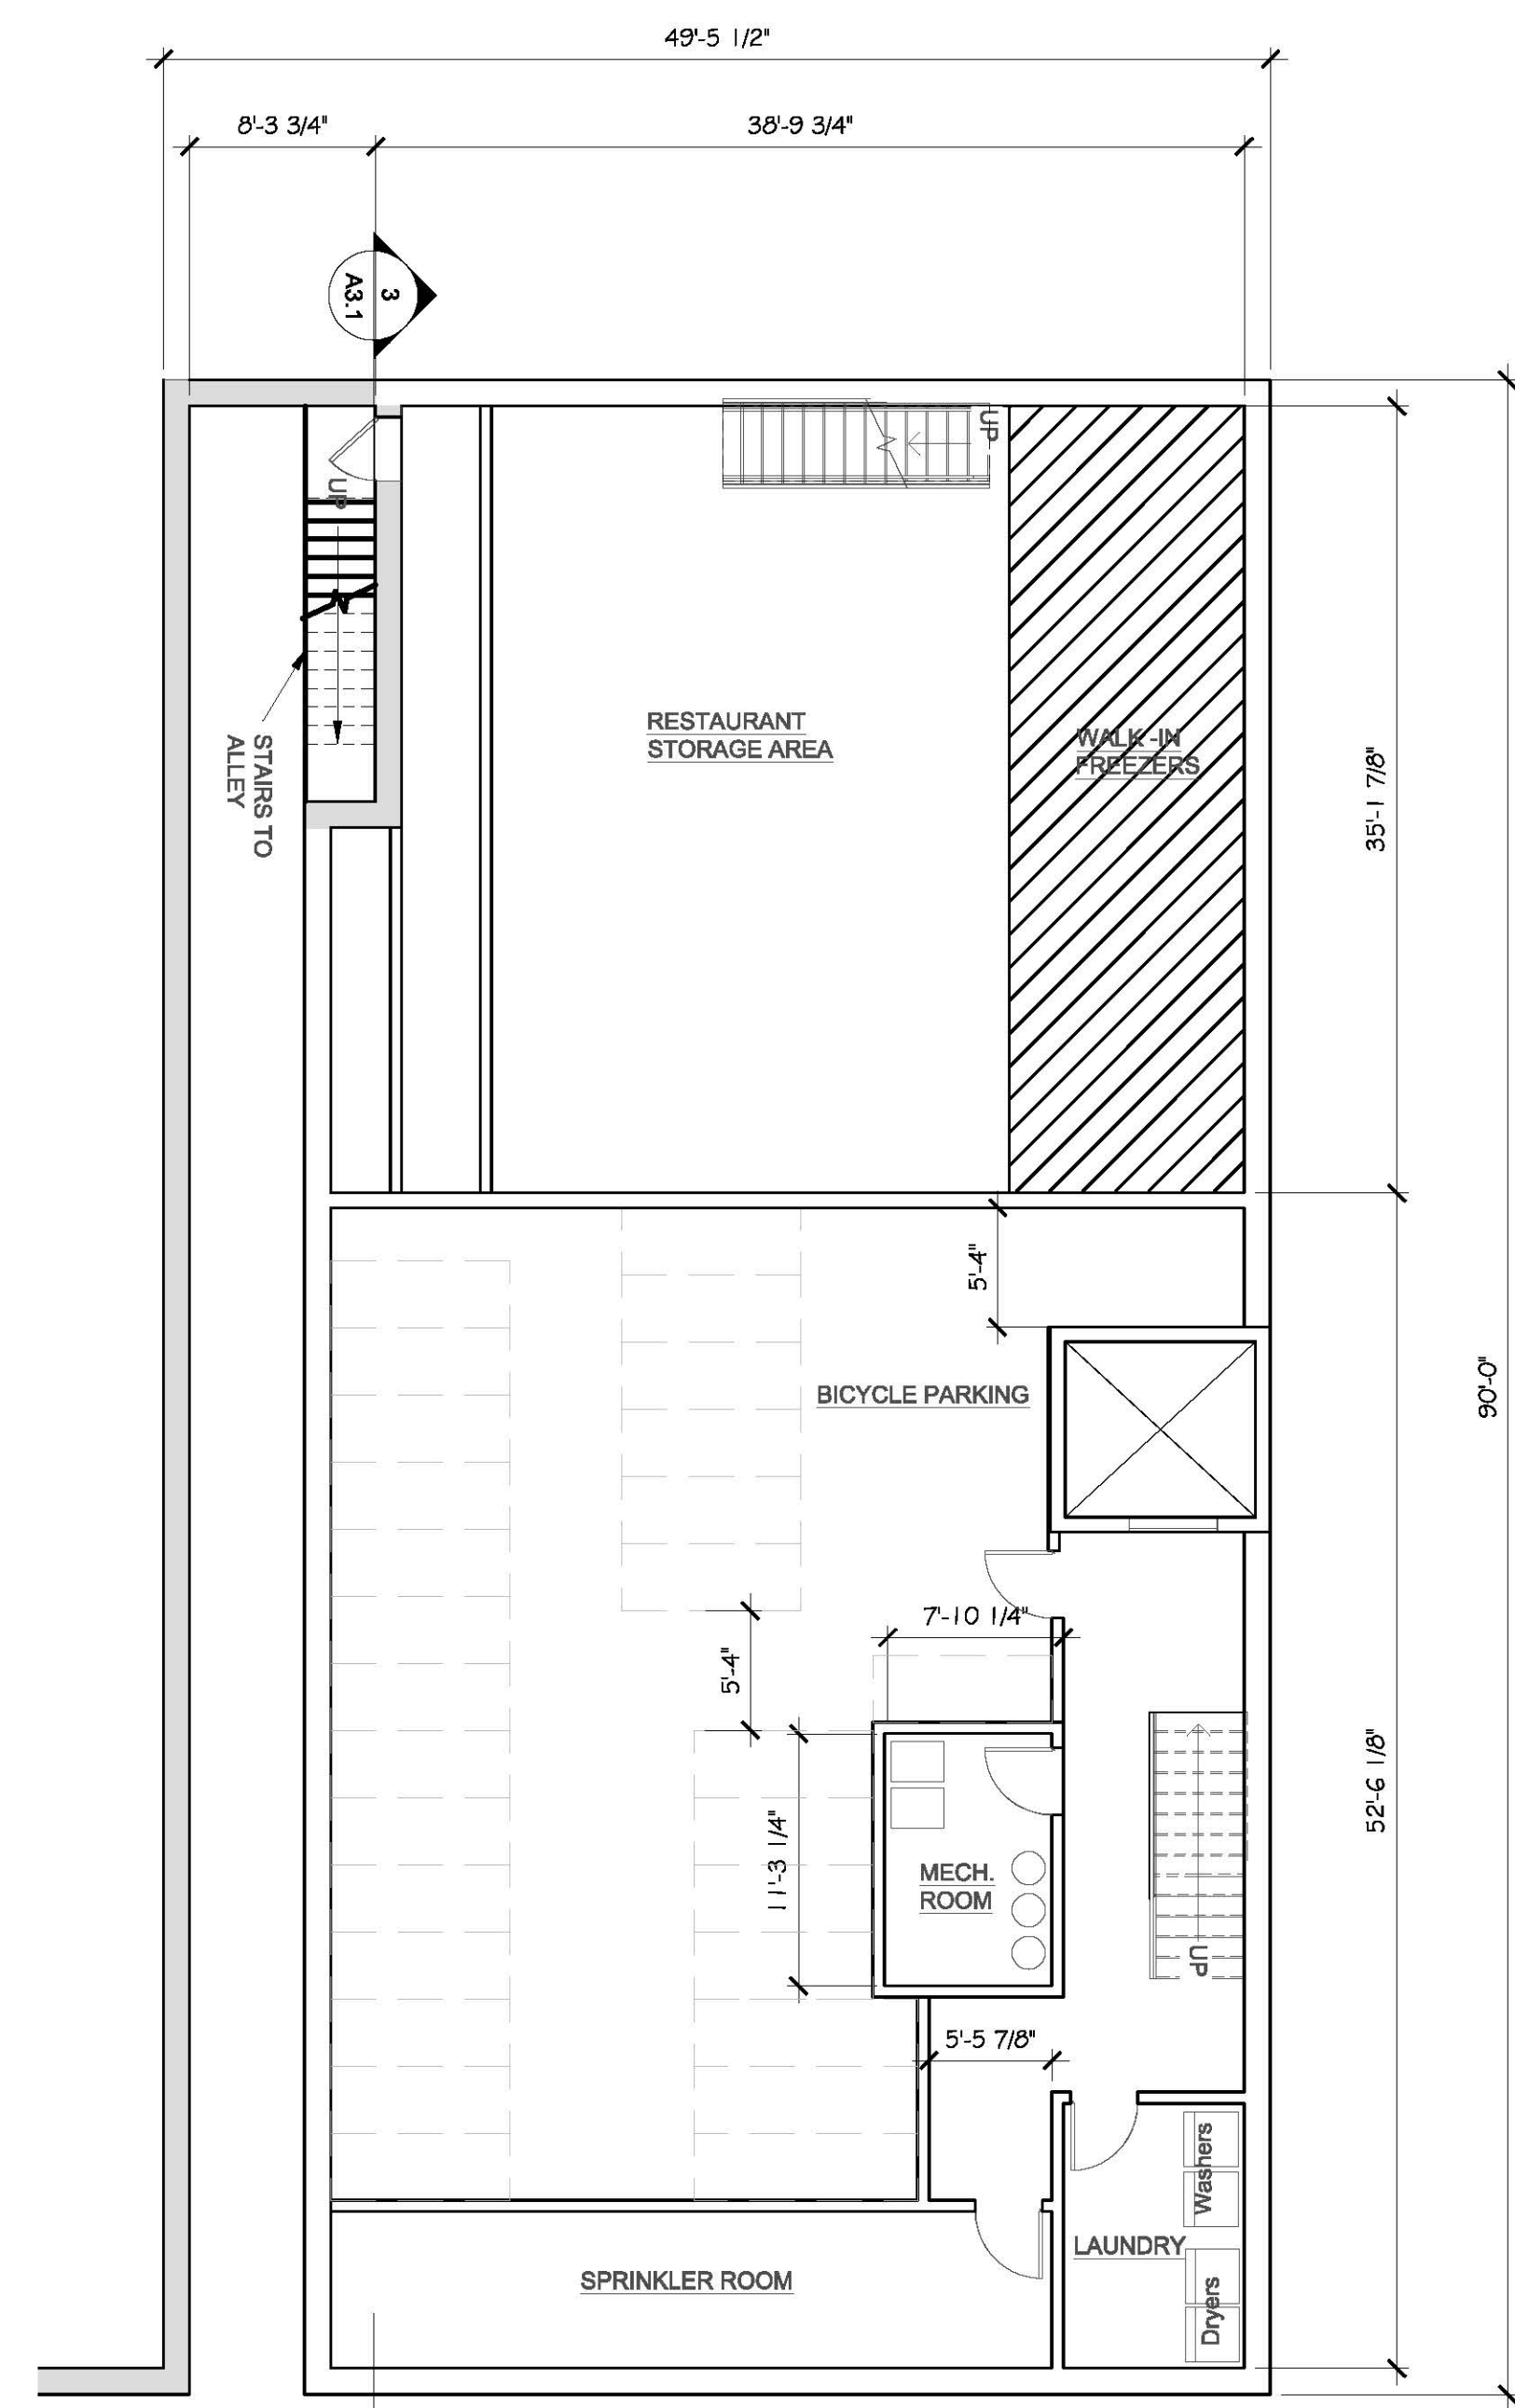 49'-5 1/2"
8'-3 3/4"
38'-9 3/4"
3
A3.1
UP
UP
RESTAURANT
STORAGE AREA
WALK -IN
FREEZERS
STAIRS TO
ALLEY
35'-1 7/8"
5'-4"
BICYCLE PARKING
90'-0"
7'-10 1/4"
5'-4"
11'-3 1/4"
MECH.
ROOM
52'-6 1/8"
UP
5'-5 7/8"
Washers
LAUNDRY
SPRINKLER ROOM
Dryers